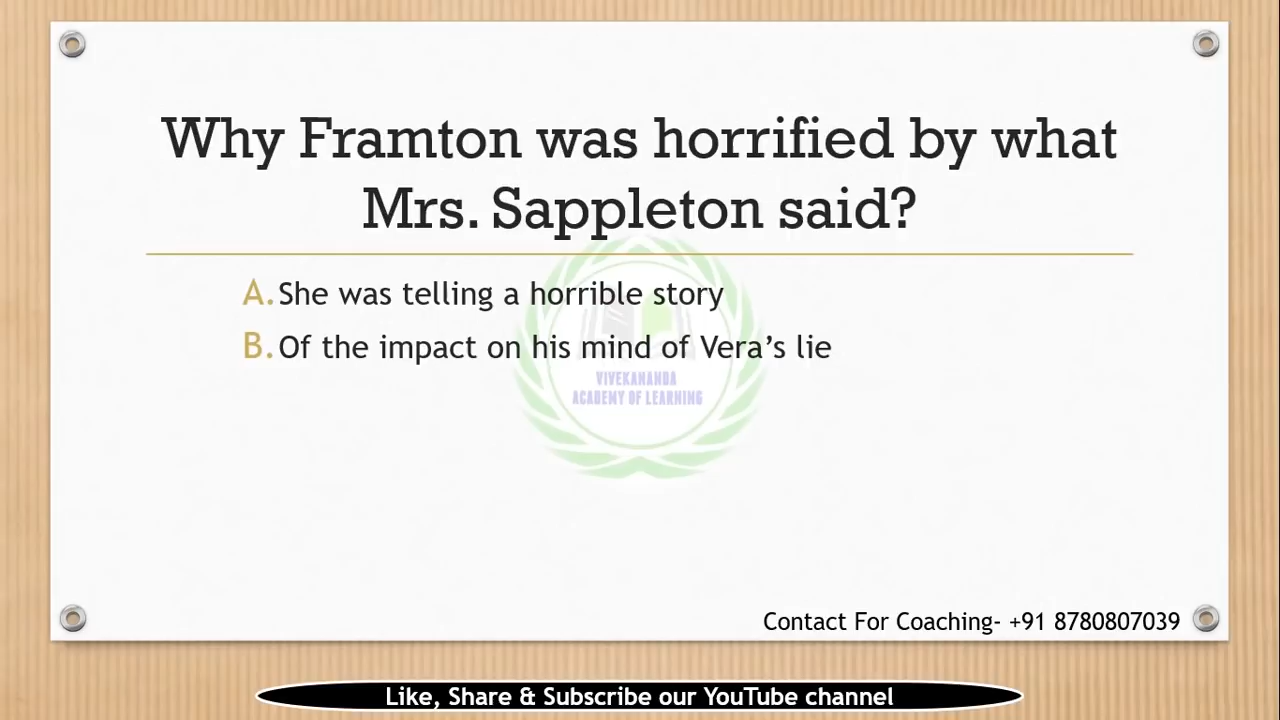 Why Framton was horrified by what
Mrs. Sappleton said?
A. She was telling a horrible story
B. Of the impact on his mind of Vera's lie
VIVEKANANDA
ACADEMY OF LEARNING
Contact For Coaching- +91 8780807039
Like, Share & Subscribe our YouTube channel